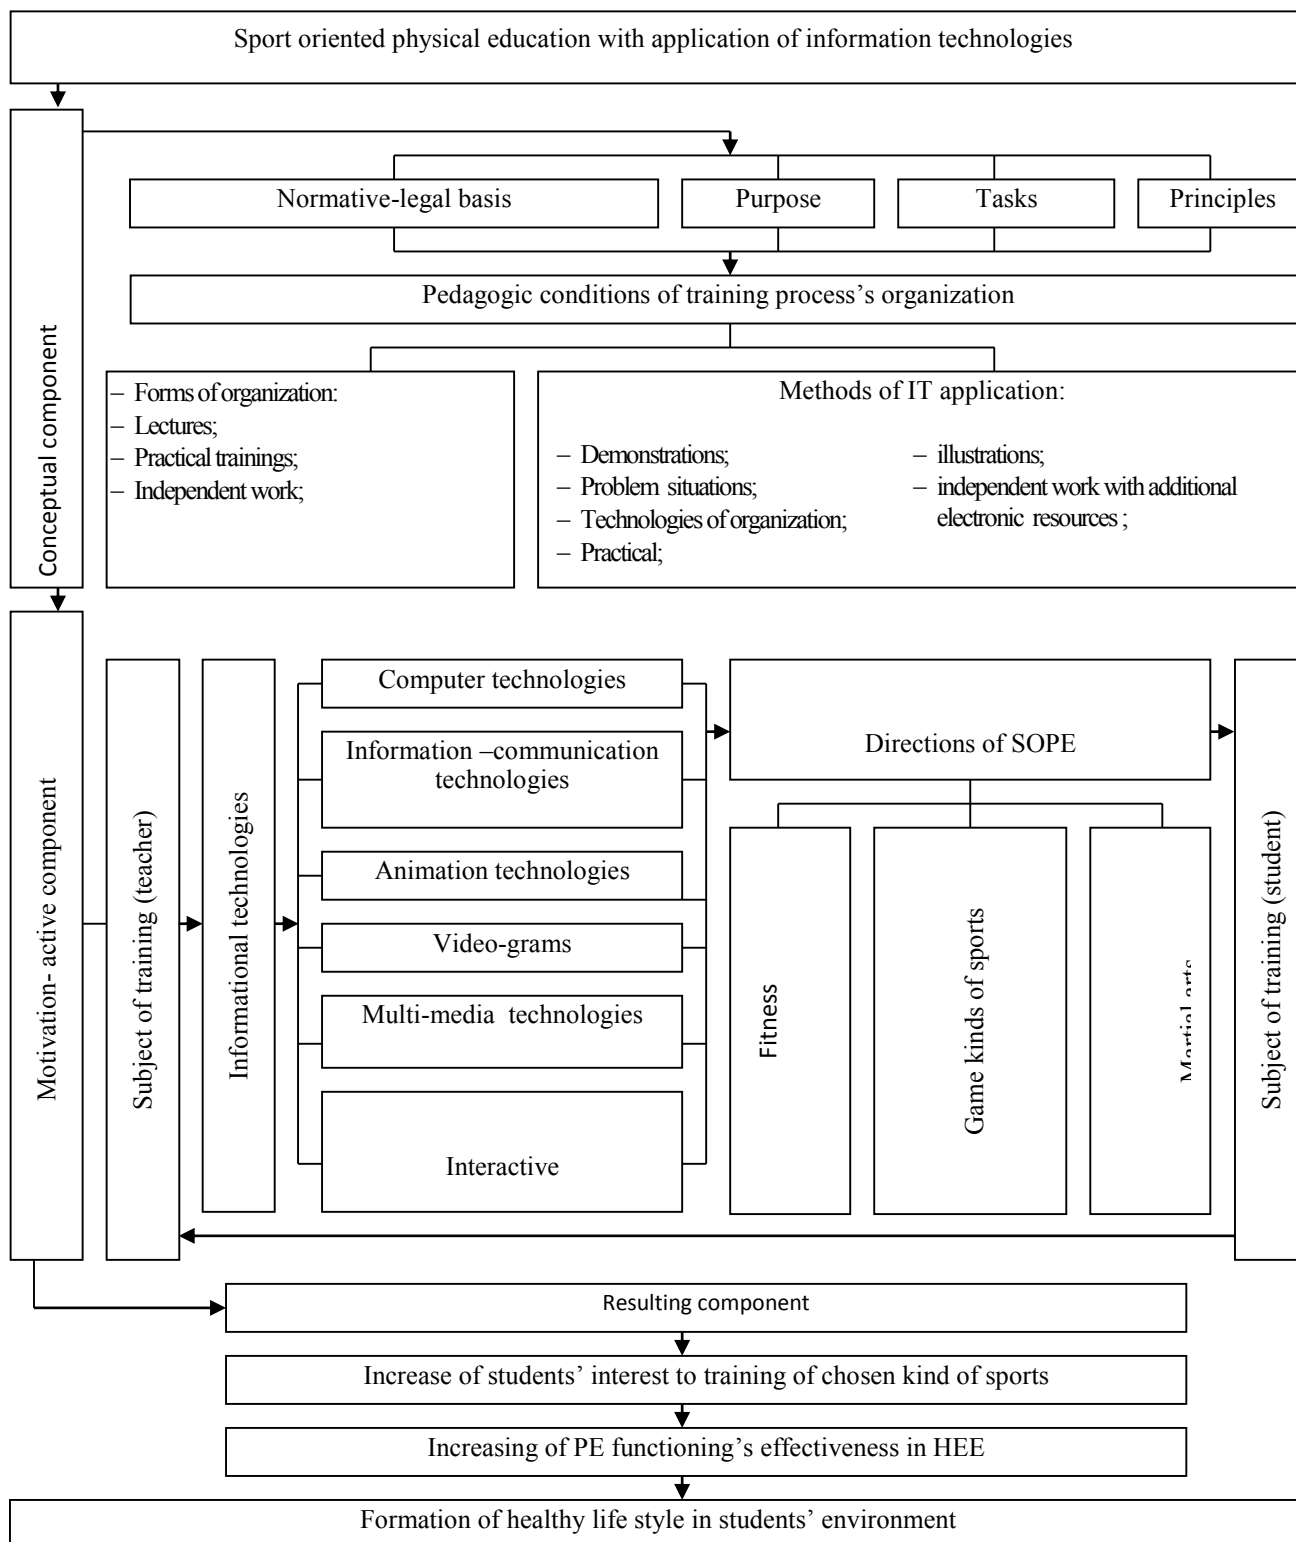 Sport oriented physical education with application of information technologies
Conceptual component
Normative-legal basis
Purpose
Tasks
Principles
Pedagogic conditions of training process’s organization
– Forms of organization:
– Lectures;
– Practical trainings;
– Independent work;
Methods of IT application:
– Demonstrations;
– Problem situations;
– Technologies of organization;
– Practical;
– illustrations;
– independent work with additional
electronic resources ;
Motivation- active component
Subject of training (teacher)
Informational technologies
Computer technologies
Information –communication
technologies
Animation technologies
Video-grams
Multi-media technologies
Interactive
Directions of SOPE
Fitness
Game kinds of sports
Martial arts
Subject of training (student)
Resulting component
Increase of students’ interest to training of chosen kind of sports
Increasing of PE functioning’s effectiveness in HEE
Formation of healthy life style in students’ environment